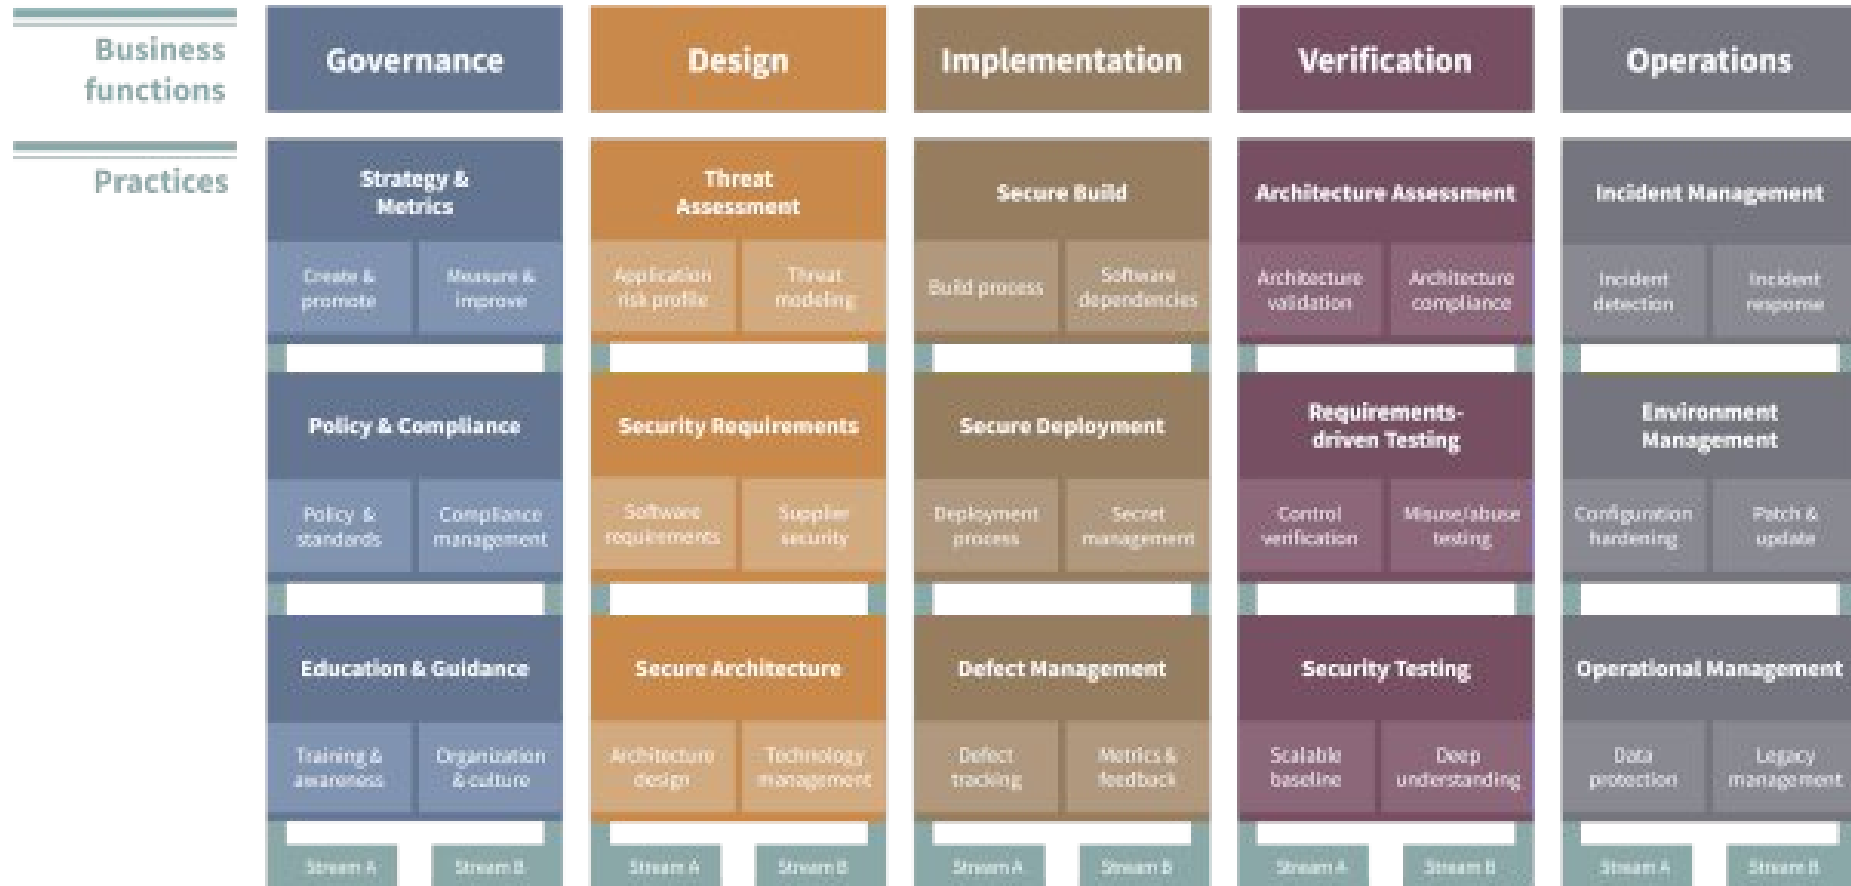 Business
functions
Governance
Design
Implementation
Verification
Operations
Practices
Strategy &
Metrics
Threat
Assessment
Secure Build
Architecture Assessment
Incident Management
Create &
promote
Measure &
improve
Application
risk profile
Threat
modeling
Build process
Software
dependencies
Architecture
validation
Architecture
compliance
Incident
detection
Incident
response
Policy & Compliance
Security Requirements
Secure Deployment
Requirements-
driven Testing
Environment
Management
Policy &
standards
Compliance
management
Software
requirements
Supplier
security
Deployment
process
Secret
management
Control
verification
Misuse/abuse
testing
Configuration
hardening
Patch &
update
Education & Guidance
Secure Architecture
Defect Management
Security Testing
Operational Management
Training &
awareness
Organization
& culture
Architecture
design
Technology
management
Defect
tracking
Metrics &
feedback
Scalable
baseline
Deep
understanding
Data
protection
Legacy
management
Stream A
Stream B
Stream A
Stream B
Stream A
Stream B
Stream A
Stream B
Stream A
Stream B